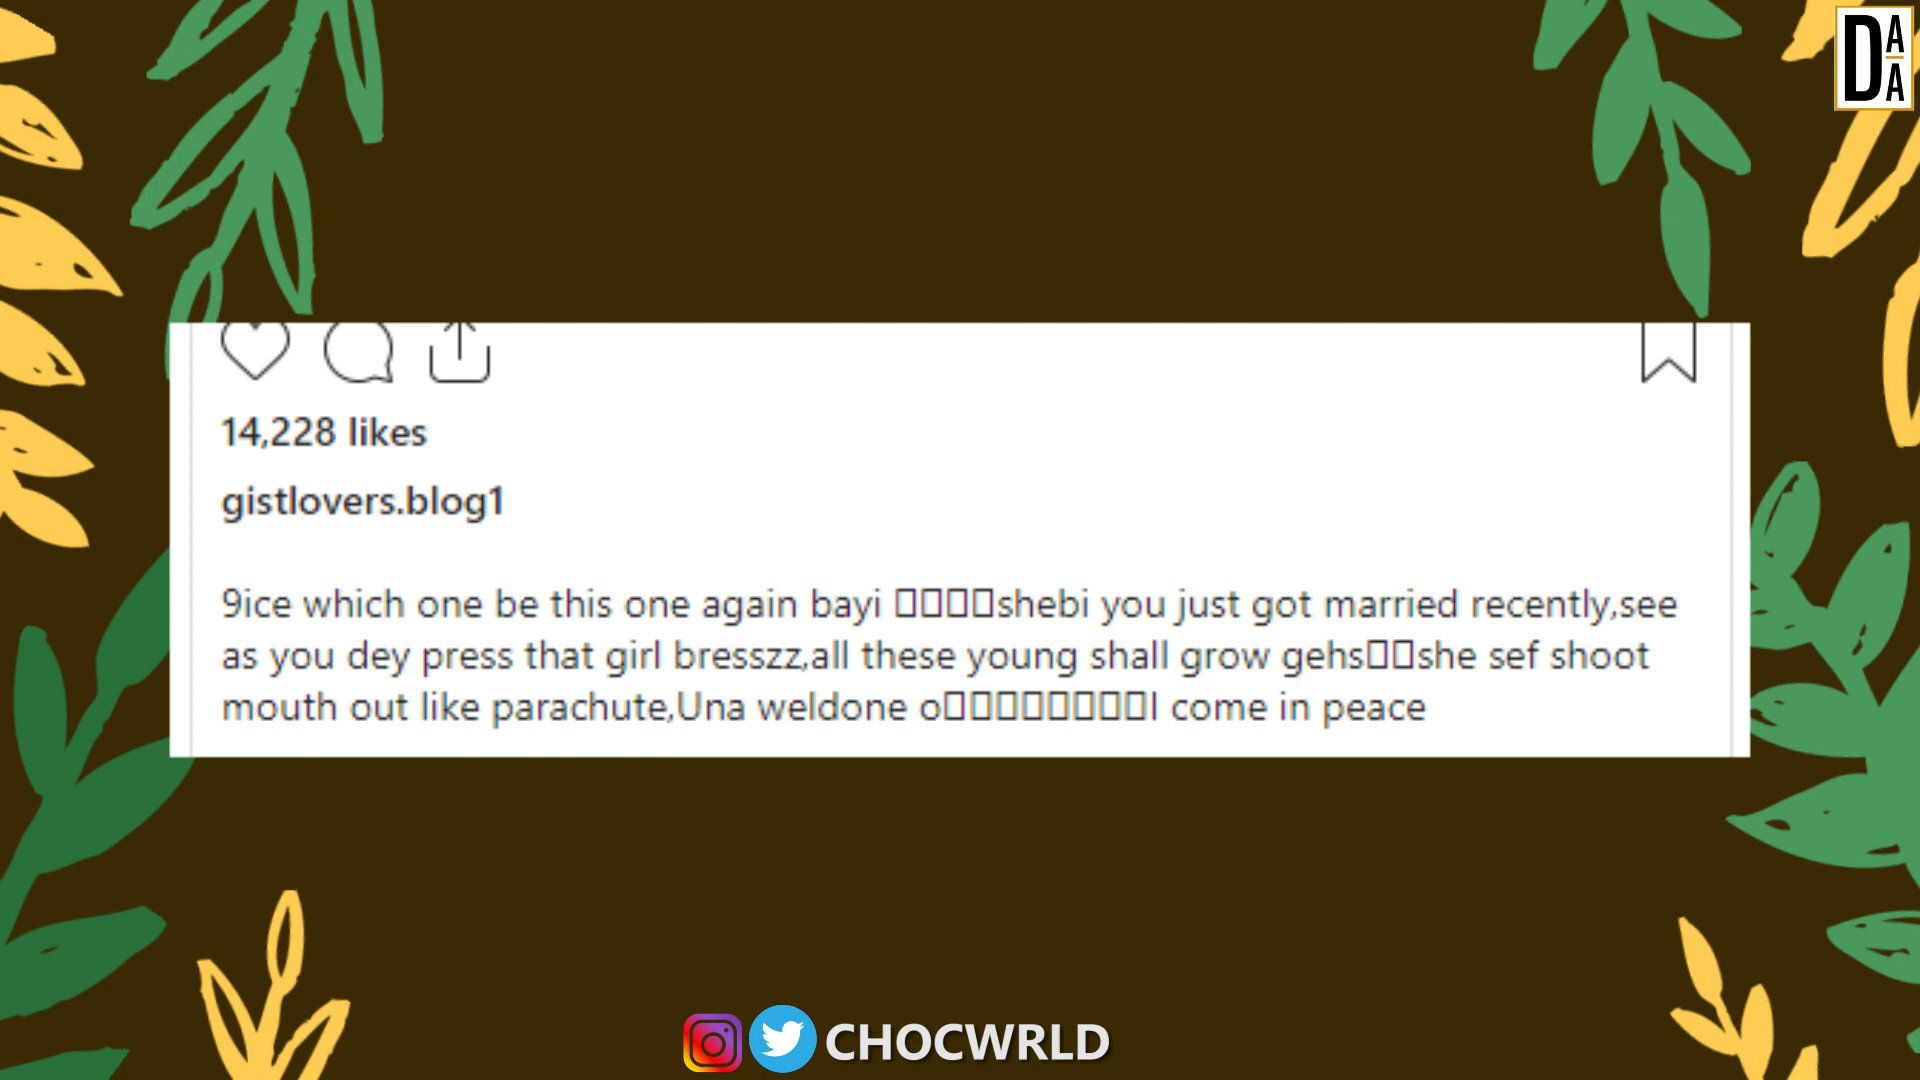 D A A
14,228 likes
gistlovers.blog1
9ice which one be this one again bayi □□□□shebi you just got married recently,see
as you dey press that girl bresszz,all these young shall grow gehs□□she sef shoot
mouth out like parachute,Una weldone o□□□□□□□□I come in peace
CHOCWRLD